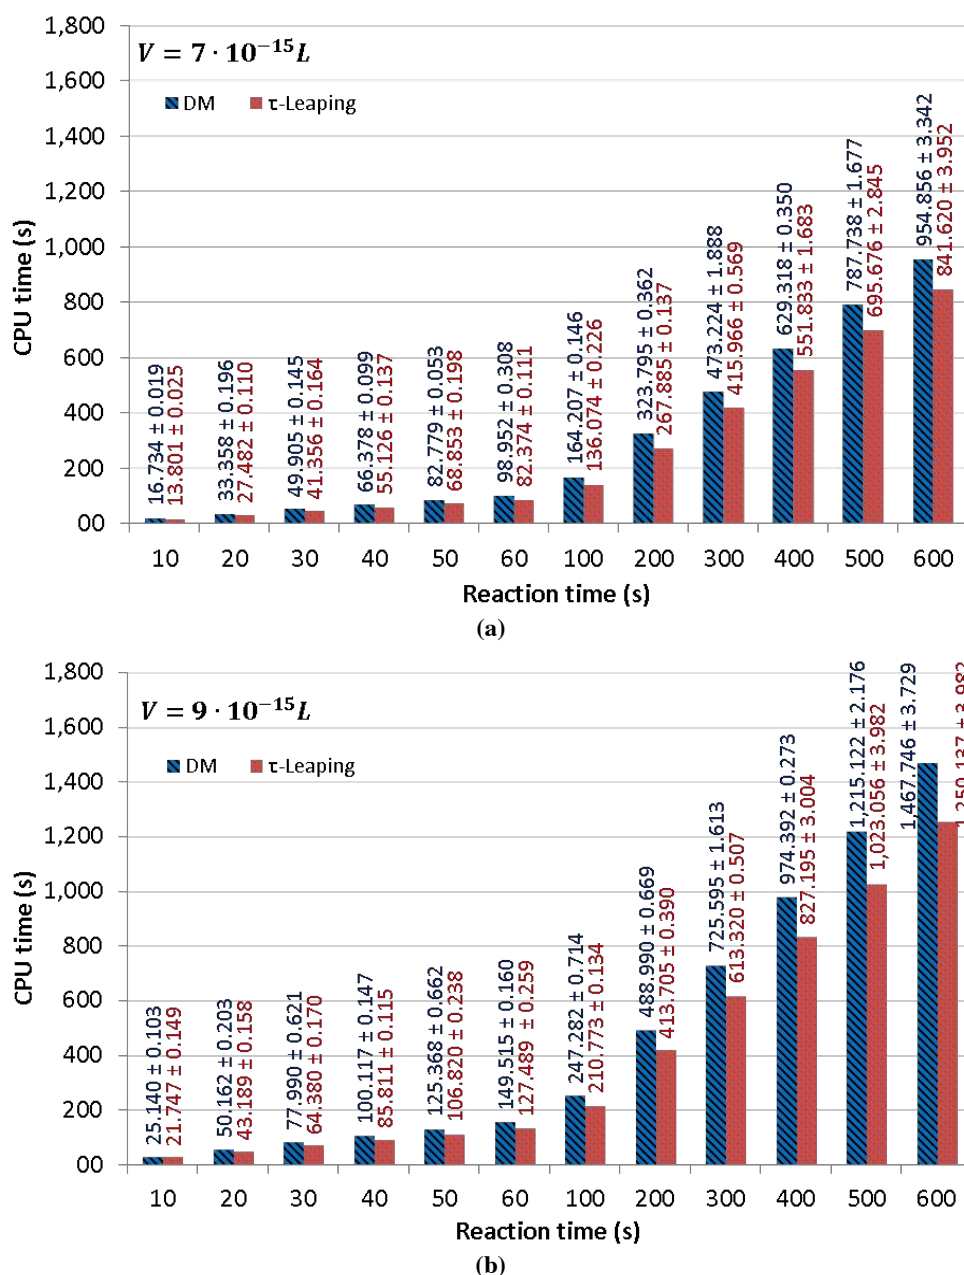 1,800
1,600
1,400
1,200
1,000
800
600
400
200
00
CPU time (s)
V = 7 · 10⁻¹⁵L
DM τ-Leaping
16.734 ± 0.019
13.801 ± 0.025
33.358 ± 0.196
27.482 ± 0.110
49.905 ± 0.145
41.356 ± 0.164
66.378 ± 0.099
55.126 ± 0.137
82.779 ± 0.053
68.853 ± 0.198
98.952 ± 0.308
82.374 ± 0.111
164.207 ± 0.146
136.074 ± 0.226
323.795 ± 0.362
267.885 ± 0.137
473.224 ± 1.888
415.966 ± 0.569
629.318 ± 0.350
551.833 ± 1.683
787.738 ± 1.677
695.676 ± 2.845
954.856 ± 3.342
841.620 ± 3.952
10 20 30 40 50 60 100 200 300 400 500 600
Reaction time (s)
(a)
1,800
1,600
1,400
1,200
1,000
800
600
400
200
00
CPU time (s)
V = 9 · 10⁻¹⁵L
DM τ-Leaping
25.140 ± 0.103
21.747 ± 0.149
50.162 ± 0.203
43.189 ± 0.158
77.990 ± 0.621
64.380 ± 0.170
100.117 ± 0.147
85.811 ± 0.115
125.368 ± 0.662
106.820 ± 0.238
149.515 ± 0.160
127.489 ± 0.259
247.282 ± 0.714
210.773 ± 0.134
488.990 ± 0.669
413.705 ± 0.390
725.595 ± 1.613
613.320 ± 0.507
974.392 ± 0.273
827.195 ± 3.004
1,215.122 ± 2.176
1,023.056 ± 3.982
1,467.746 ± 3.729
1,250.137 ± 3.982
10 20 30 40 50 60 100 200 300 400 500 600
Reaction time (s)
(b)